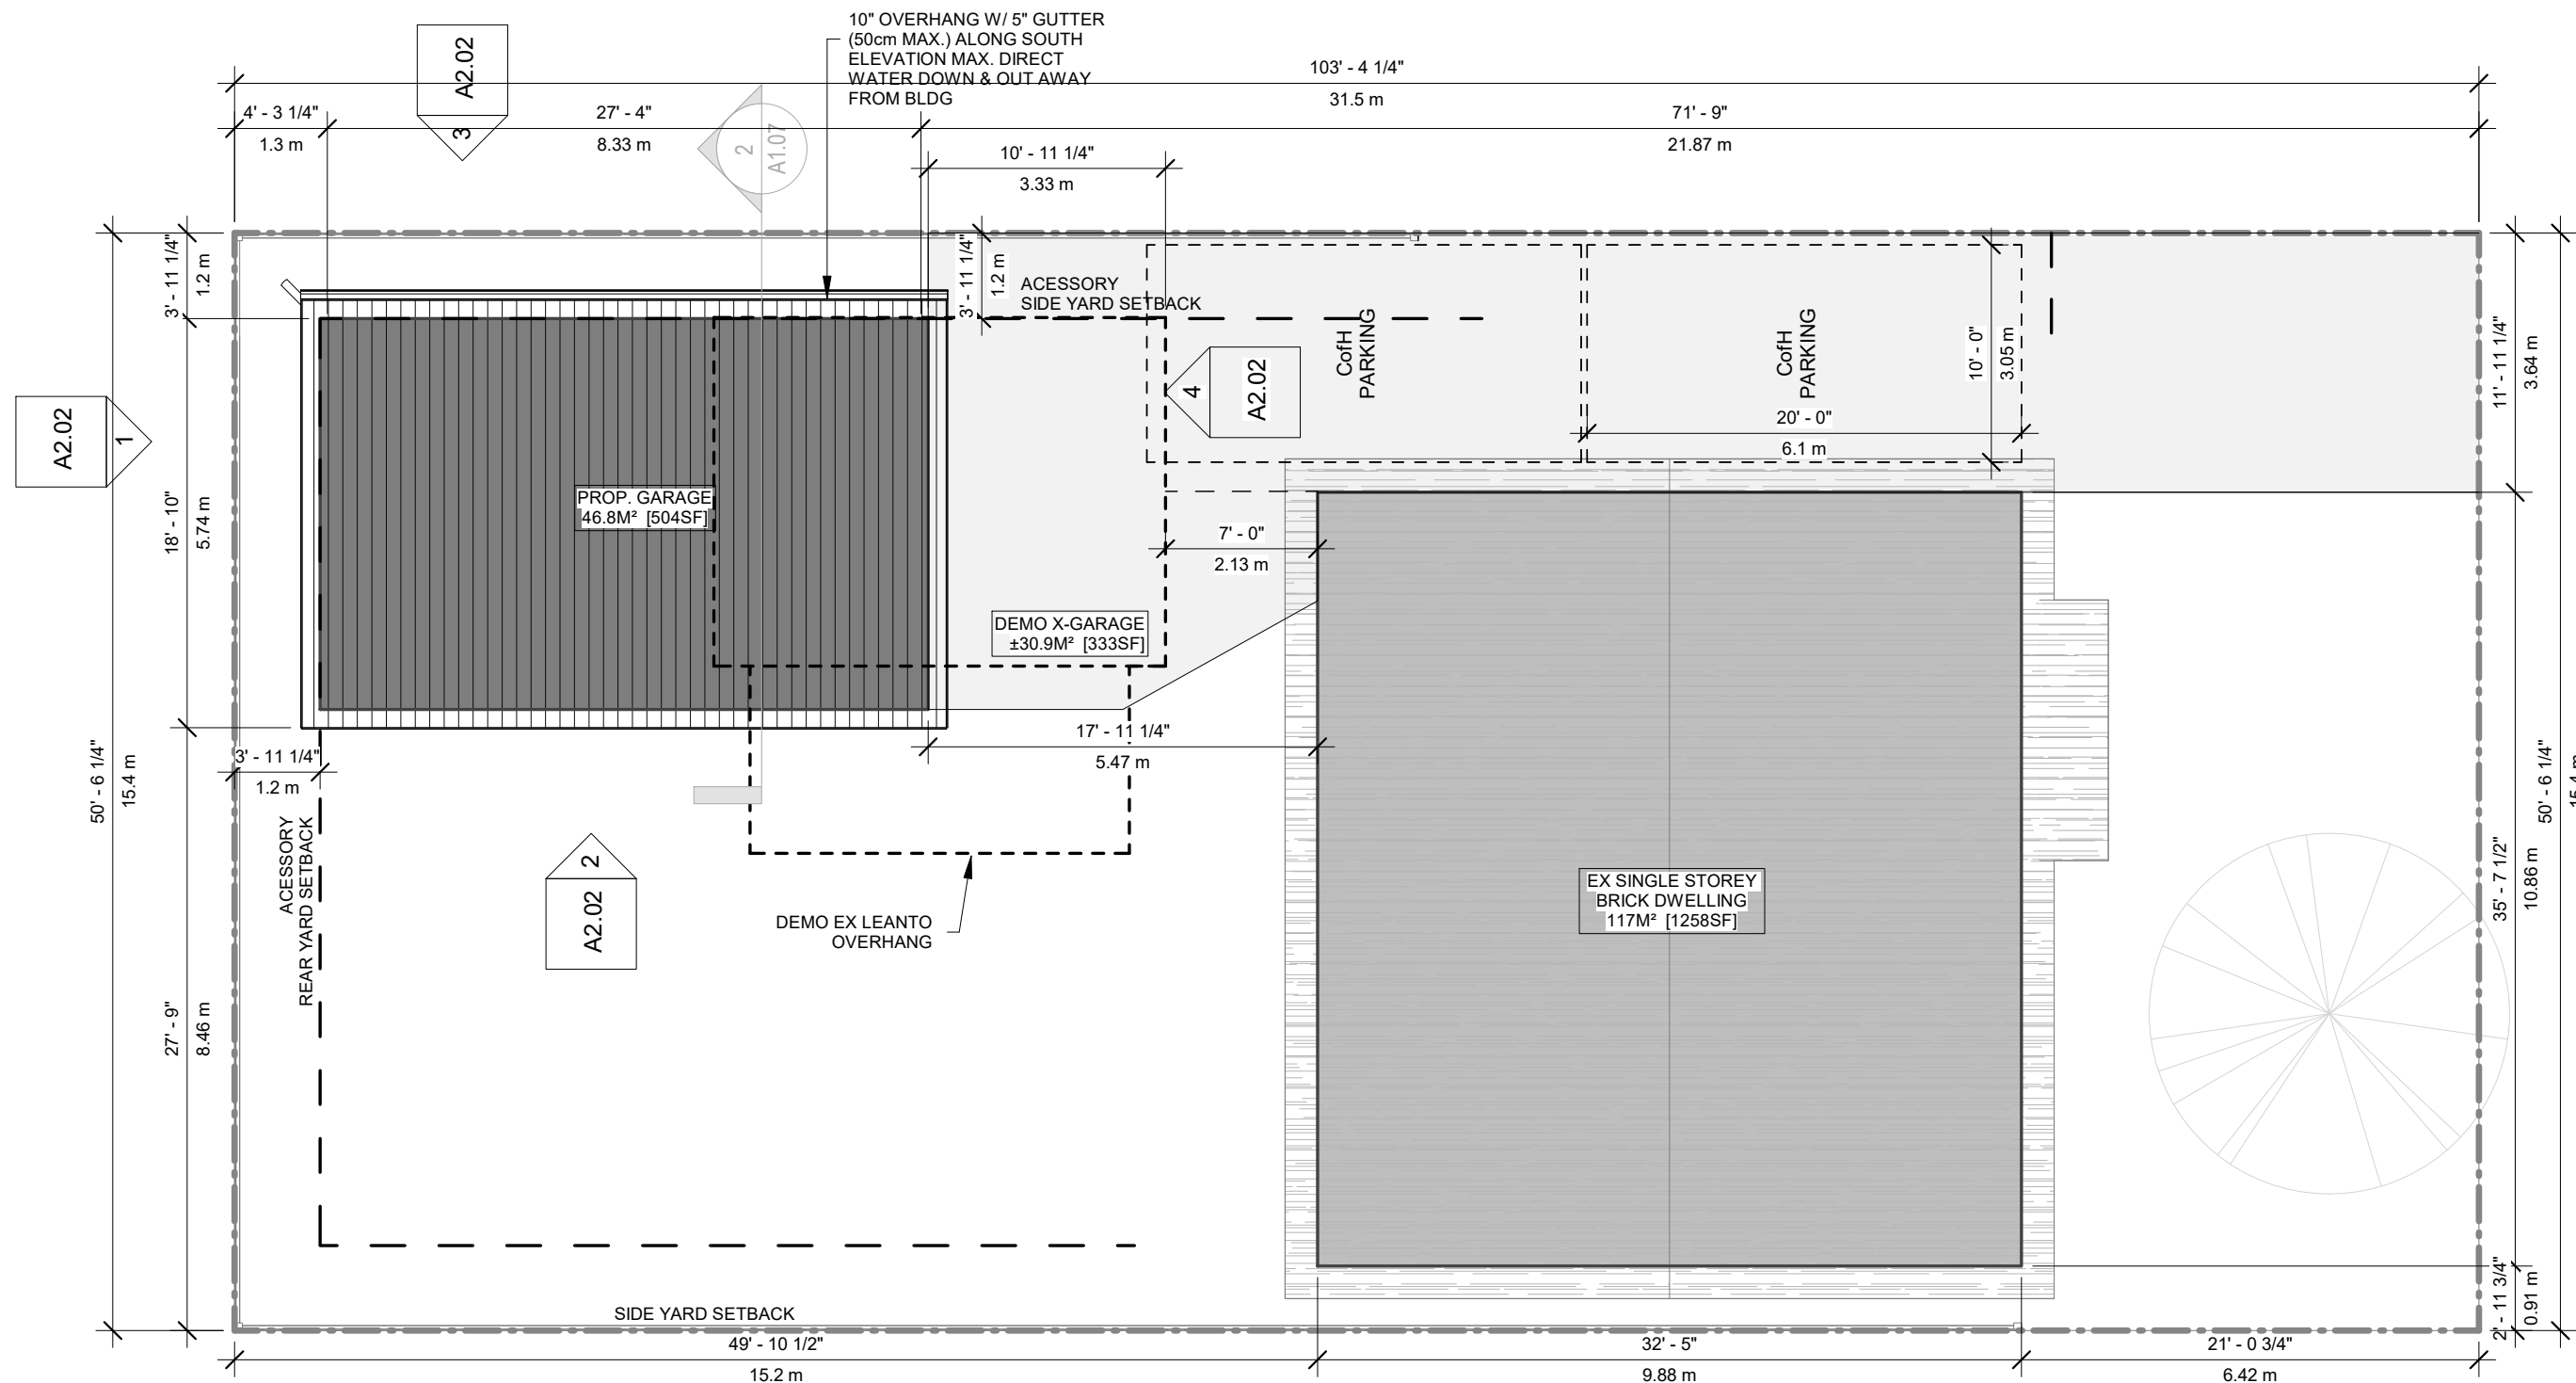 10" OVERHANG W/ 5" GUTTER
(50cm MAX.) ALONG SOUTH
ELEVATION MAX. DIRECT
WATER DOWN & OUT AWAY
FROM BLDG
103' - 4 1/4"
31.5 m
4' - 3 1/4"
1.3 m
27' - 4"
8.33 m
71' - 9"
21.87 m
10' - 11 1/4"
3.33 m
3
A2.02
2
A1.07
3' - 11 1/4"
1.2 m
3' - 11 1/4"
1.2 m
ACESSORY
SIDE YARD SETBACK
CofH
PARKING
CofH
PARKING
10' - 0"
3.05 m
20' - 0"
6.1 m
11' - 11 1/4"
3.64 m
4
A2.02
1
A2.02
18' - 10"
5.74 m
PROP. GARAGE
46.8M² [504SF]
7' - 0"
2.13 m
DEMO X-GARAGE
±30.9M² [333SF]
17' - 11 1/4"
5.47 m
3' - 11 1/4"
1.2 m
50' - 6 1/4"
15.4 m
50' - 6 1/4"
15.4 m
ACESSORY
REAR YARD SETBACK
2
A2.02
DEMO EX LEANTO
OVERHANG
EX SINGLE STOREY
BRICK DWELLING
117M² [1258SF]
35' - 7 1/2"
10.86 m
27' - 9"
8.46 m
2' - 11 3/4"
0.91 m
SIDE YARD SETBACK
49' - 10 1/2"
15.2 m
32' - 5"
9.88 m
21' - 0 3/4"
6.42 m